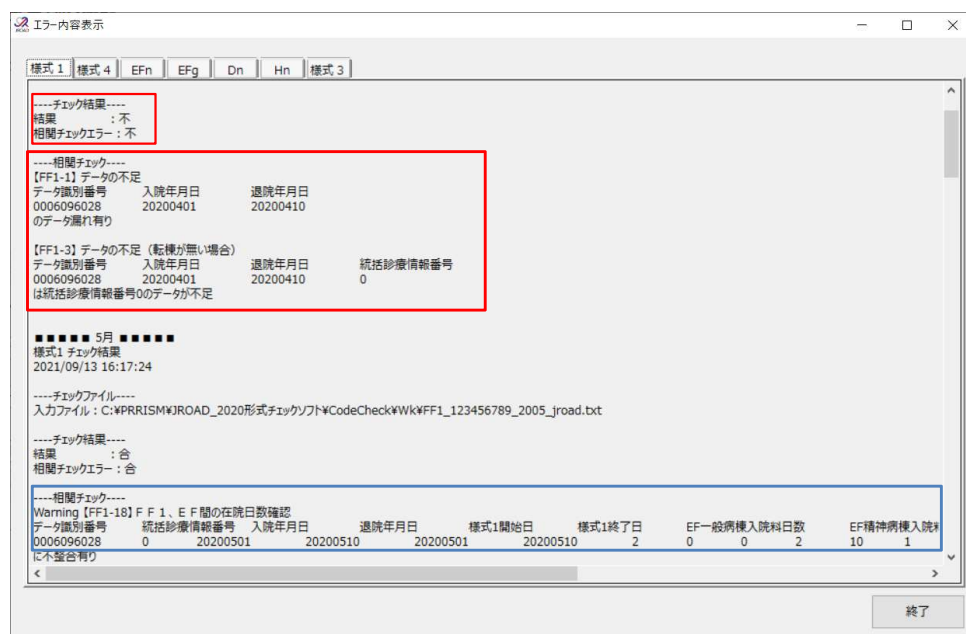 JROAD エラー内容表示
様式 1 様式 4 EFn EFg Dn Hn 様式 3
----チェック結果----
結果 : 不
相関チェックエラー : 不
----相関チェック----
【FF1-1】データの不足
データ識別番号 入院年月日 退院年月日
0006096028 20200401 20200410
のデータ漏れ有り
【FF1-3】データの不足（転棟が無い場合）
データ識別番号 入院年月日 退院年月日 統括診療情報番号
0006096028 20200401 20200410 0
は統括診療情報番号0のデータが不足
■■■■■ 5月 ■■■■■
様式1 チェック結果
2021/09/13 16:17:24
----チェックファイル----
入力ファイル : C:¥PRRISM¥JROAD_2020形式チェックソフト¥CodeCheck¥Wk¥FF1_123456789_2005_jroad.txt
----チェック結果----
結果 : 合
相関チェックエラー : 合
----相関チェック----
Warning【FF1-18】ＦＦ１、ＥＦ間の在院日数確認
データ識別番号 統括診療情報番号 入院年月日 退院年月日 様式1開始日 様式1終了日 EF一般病棟入院料日数 EF精神病棟入院料
0006096028 0 20200501 20200510 20200501 20200510 2 0 0 2 10 1
に不整合有り
終了